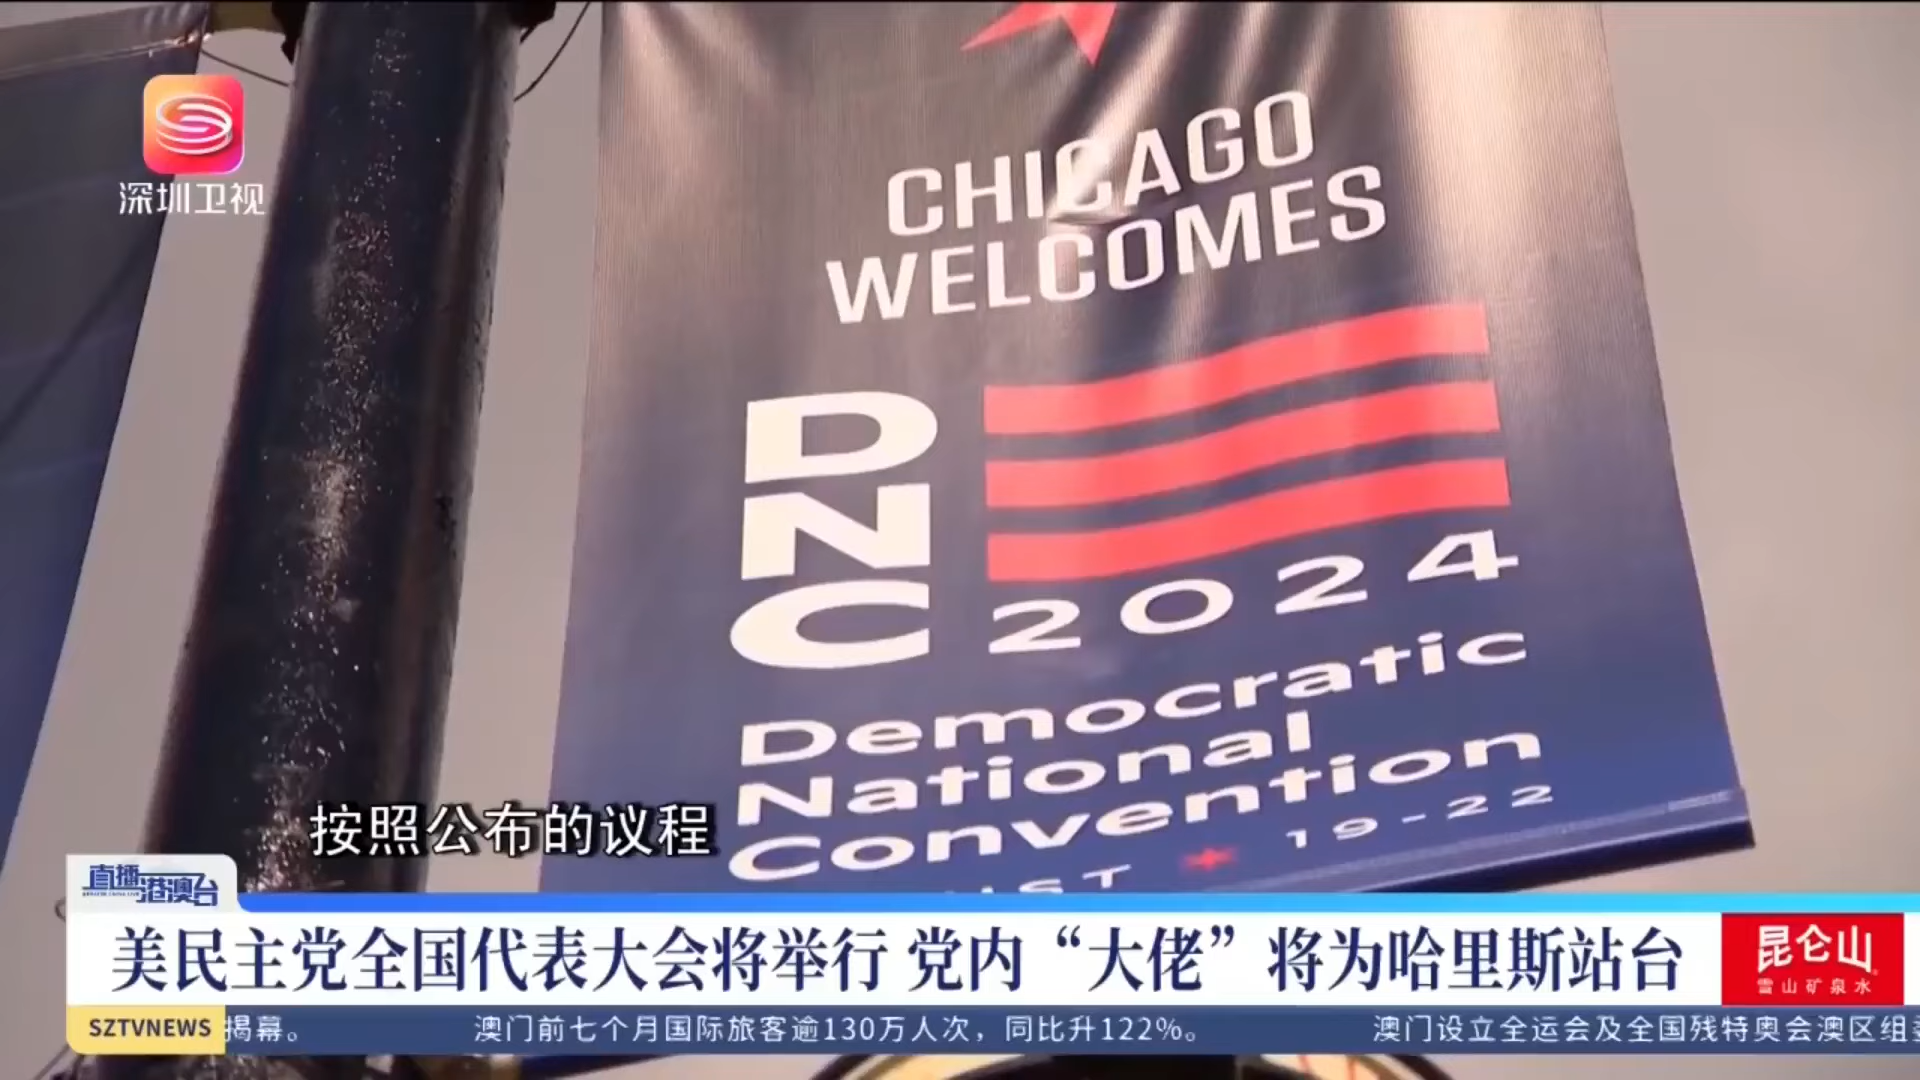 深圳卫视
CHICAGO
WELCOMES
DNC
2024
Democratic
National
Convention
19-22
按照公布的议程
直播港澳台
美民主党全国代表大会将举行 党内“大佬”将为哈里斯站台
昆仑山
雪山矿泉水
SZTVNEWS
揭幕。 澳门前七个月国际旅客逾130万人次，同比升122%。 澳门设立全运会及全国残特奥会澳区组